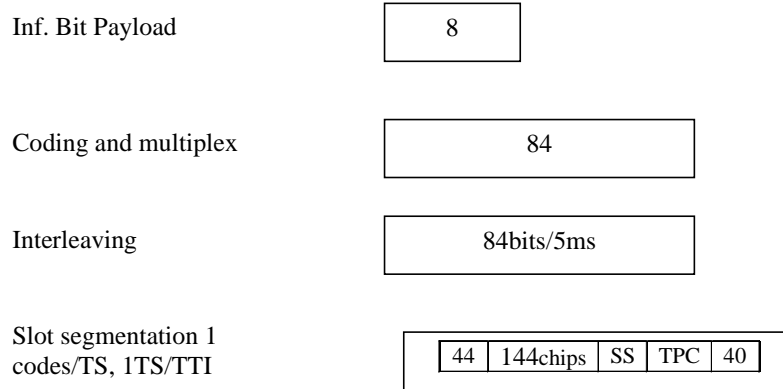 Inf. Bit Payload 8
Coding and multiplex 84
Interleaving 84bits/5ms
Slot segmentation 1
codes/TS, 1TS/TTI
44 144chips SS TPC 40